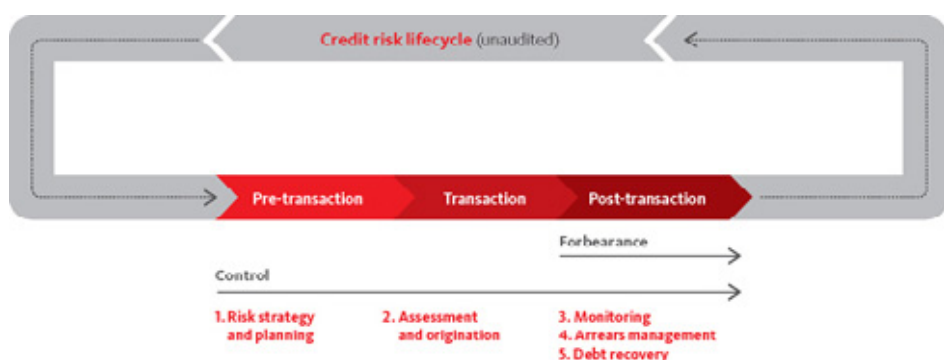 Credit risk lifecycle (unaudited)
Pre-transaction
Transaction
Post-transaction
Forbearance
Control
1. Risk strategy
and planning
2. Assessment
and origination
3. Monitoring
4. Arrears management
5. Debt recovery